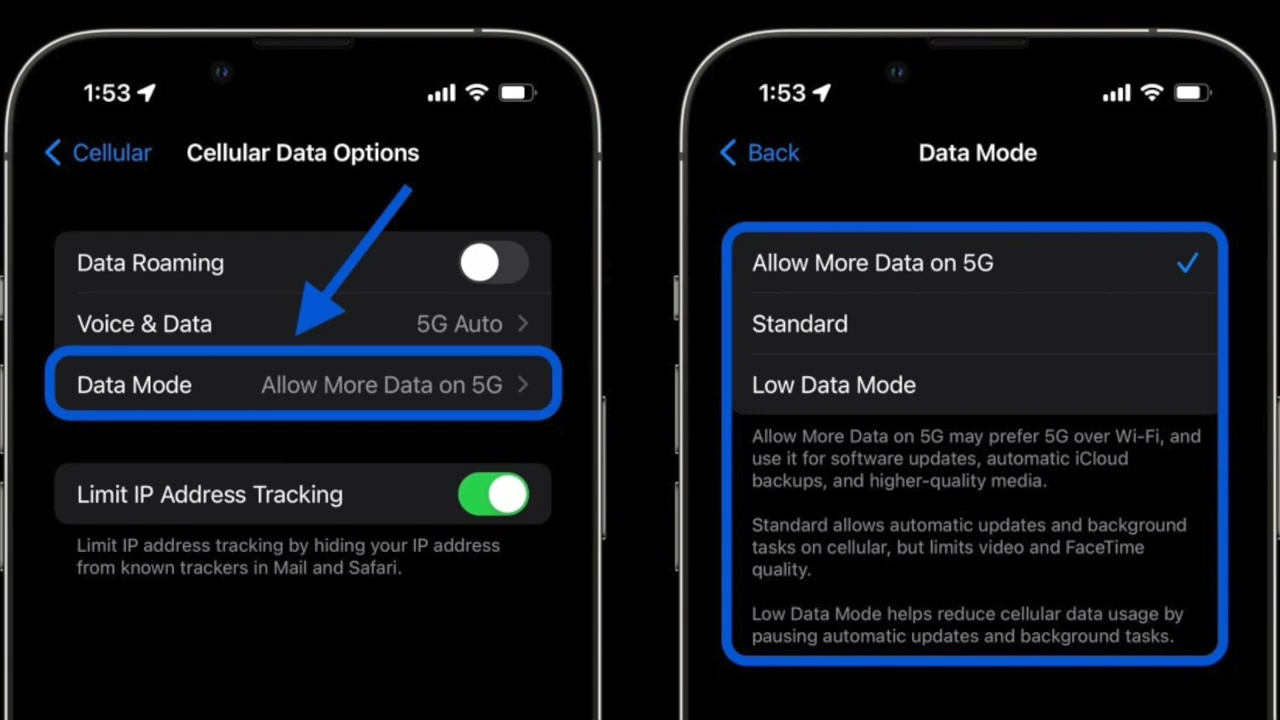 1:53
Cellular
Cellular Data Options
Data Roaming
Voice & Data
5G Auto
Data Mode
Allow More Data on 5G
Limit IP Address Tracking
Limit IP address tracking by hiding your IP address
from known trackers in Mail and Safari.
1:53
Back
Data Mode
Allow More Data on 5G
Standard
Low Data Mode
Allow More Data on 5G may prefer 5G over Wi-Fi, and
use it for software updates, automatic iCloud
backups, and higher-quality media.
Standard allows automatic updates and background
tasks on cellular, but limits video and FaceTime
quality.
Low Data Mode helps reduce cellular data usage by
pausing automatic updates and background tasks.